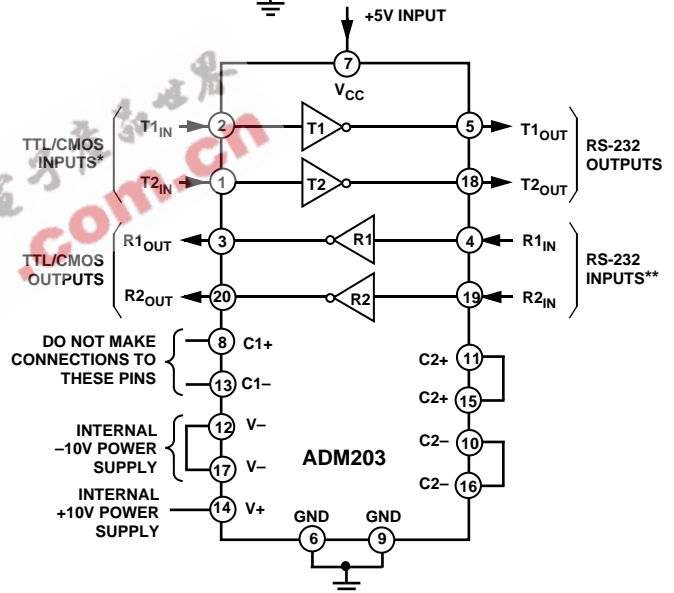 +5V INPUT
7
VCC
TTL/CMOS
INPUTS*
T1IN
2
T1
5
T1OUT
RS-232
OUTPUTS
T2IN
1
T2
18
T2OUT
TTL/CMOS
OUTPUTS
R1OUT
3
R1
4
R1IN
RS-232
INPUTS**
R2OUT
20
R2
19
R2IN
DO NOT MAKE
CONNECTIONS TO
THESE PINS
8
C1+
13
C1–
C2+
11
C2+
15
INTERNAL
–10V POWER
SUPPLY
12
V–
17
V–
C2–
10
C2–
16
ADM203
INTERNAL
+10V POWER
SUPPLY
14
V+
GND
6
GND
9
.com.cn